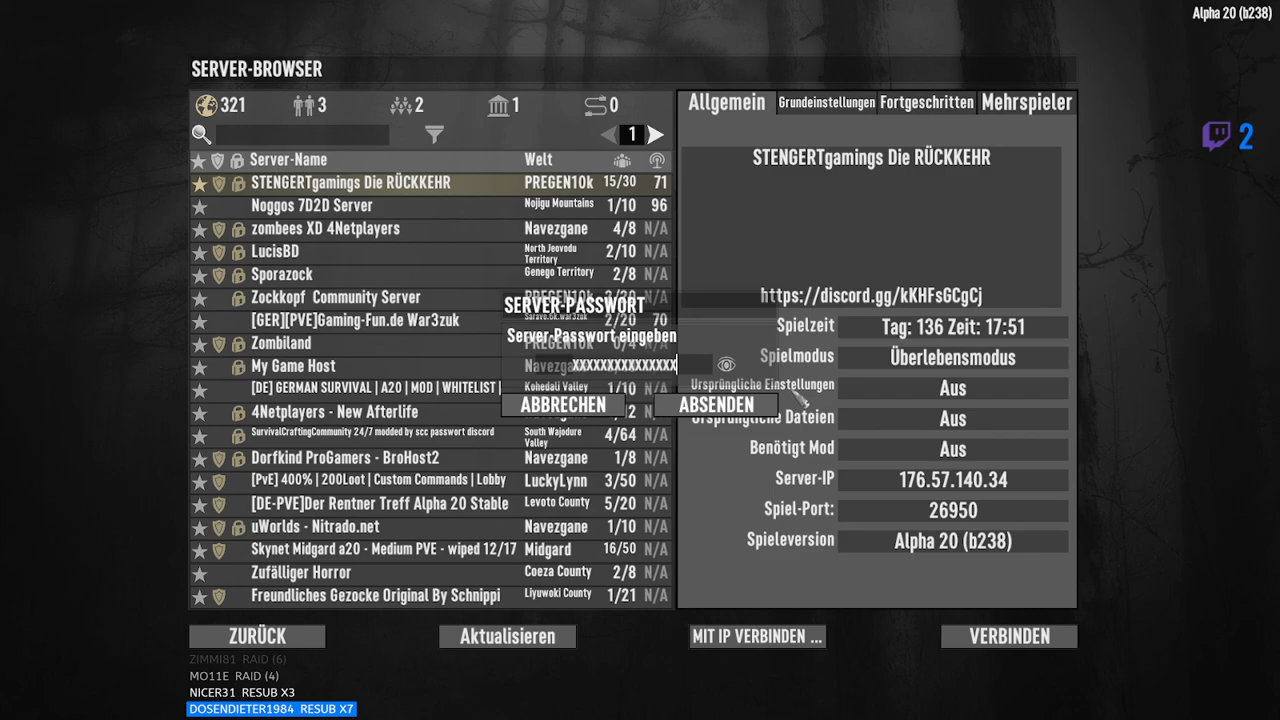 Alpha 20 (b238)
SERVER-BROWSER
321 3 2 1 0
1
Server-Name Welt
STENGERTgamings Die RÜCKKEHR PREGEN10k 15/30 71
Noggos 7D2D Server Nojigu Mountains 1/10 96
zombees XD 4Netplayers Navezgane 4/8 N/A
LucisBD North Jeovodu Territory 2/10 N/A
Sporazock Genego Territory 2/8 N/A
Zockkopf Community Server PREGEN10k N/A
[GER][PVE]Gaming-Fun.de War3zuk 2/20 70
Zombiland PREGEN10k 0/4 N/A
My Game Host Navezgane N/A
[DE] GERMAN SURVIVAL | A20 | MOD | WHITELIST | Kohedali Valley 1/10 N/A
4Netplayers - New Afterlife N/A
SurvivalCraftingCommunity 24/7 modded by scc passwort discord South Wajodure Valley 4/64 N/A
Dorfkind ProGamers - BroHost2 Navezgane 1/8 N/A
[PvE] 400% | 200Loot | Custom Commands | Lobby LuckyLynn 3/50 N/A
[DE-PVE]Der Rentner Treff Alpha 20 Stable Levoto County 5/20 N/A
uWorlds - Nitrado.net Navezgane 1/10 N/A
Skynet Midgard a20 - Medium PVE - wiped 12/17 Midgard 16/50 N/A
Zufälliger Horror Coeza County 2/8 N/A
Freundliches Gezocke Original By Schnippi Liyuwoki County 1/21 N/A
SERVER-PASSWORT
Server-Passwort eingeben
XXXXXXXXXXXXXXX
ABBRECHEN ABSENDEN
Allgemein Grundeinstellungen Fortgeschritten Mehrspieler
STENGERTgamings Die RÜCKKEHR
https://discord.gg/kKHFsGCgCj
Spielzeit Tag: 136 Zeit: 17:51
Spielmodus Überlebensmodus
Ursprüngliche Einstellungen Aus
Ursprüngliche Dateien Aus
Benötigt Mod Aus
Server-IP 176.57.140.34
Spiel-Port: 26950
Spieleversion Alpha 20 (b238)
2
ZURÜCK Aktualisieren MIT IP VERBINDEN ... VERBINDEN
ZIMMI81 RAID (6)
MO11E RAID (4)
NICER31 RESUB X3
DOSENDIETER1984 RESUB X7